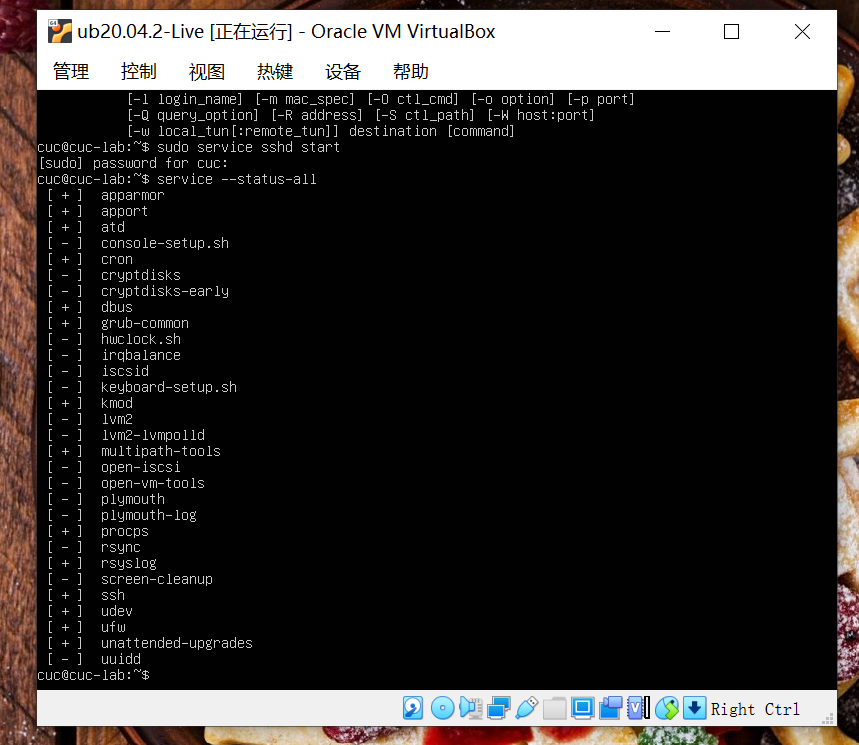 ub20.04.2-Live [正在运行] - Oracle VM VirtualBox
管理 控制 视图 热键 设备 帮助
[-l login_name] [-m mac_spec] [-O ctl_cmd] [-o option] [-p port]
[-Q query_option] [-R address] [-S ctl_path] [-W host:port]
[-w local_tun[:remote_tun]] destination [command]
cuc@cuc-lab:~$ sudo service sshd start
[sudo] password for cuc:
cuc@cuc-lab:~$ service --status-all
[ + ] apparmor
[ + ] apport
[ + ] atd
[ - ] console-setup.sh
[ + ] cron
[ - ] cryptdisks
[ - ] cryptdisks-early
[ + ] dbus
[ + ] grub-common
[ - ] hwclock.sh
[ - ] irqbalance
[ - ] iscsid
[ - ] keyboard-setup.sh
[ + ] kmod
[ - ] lvm2
[ - ] lvm2-lvmpolld
[ + ] multipath-tools
[ - ] open-iscsi
[ - ] open-vm-tools
[ - ] plymouth
[ - ] plymouth-log
[ + ] procps
[ - ] rsync
[ + ] rsyslog
[ - ] screen-cleanup
[ + ] ssh
[ + ] udev
[ + ] ufw
[ + ] unattended-upgrades
[ - ] uuidd
cuc@cuc-lab:~$
Right Ctrl